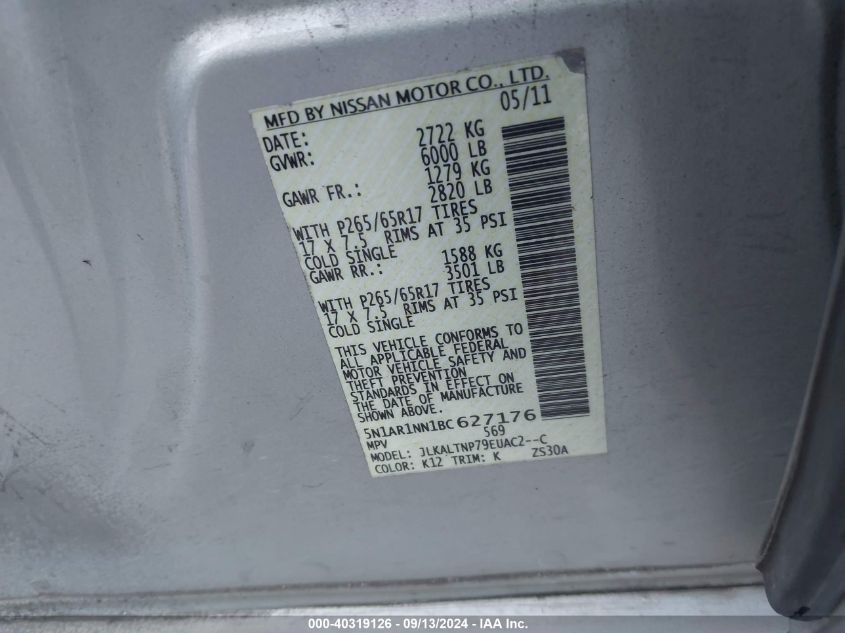 MFD BY NISSAN MOTOR CO., LTD.
DATE: 05/11
GVWR: 2722 KG
6000 LB
GAWR FR.: 1279 KG
2820 LB
WITH P265/65R17 TIRES
17 X 7.5 RIMS AT 35 PSI
COLD SINGLE
GAWR RR.: 1588 KG
3501 LB
WITH P265/65R17 TIRES
17 X 7.5 RIMS AT 35 PSI
COLD SINGLE
THIS VEHICLE CONFORMS TO
ALL APPLICABLE FEDERAL
MOTOR VEHICLE SAFETY AND
THEFT PREVENTION
STANDARDS IN EFFECT ON
THE DATE OF MANUFACTURE
SHOWN ABOVE.
5N1AR1NN1BC627176
MPV 569
MODEL: JLKALTNP79EUAC2--C
COLOR: K12 TRIM: K ZS30A
000-40319126 - 09/13/2024 - IAA Inc.